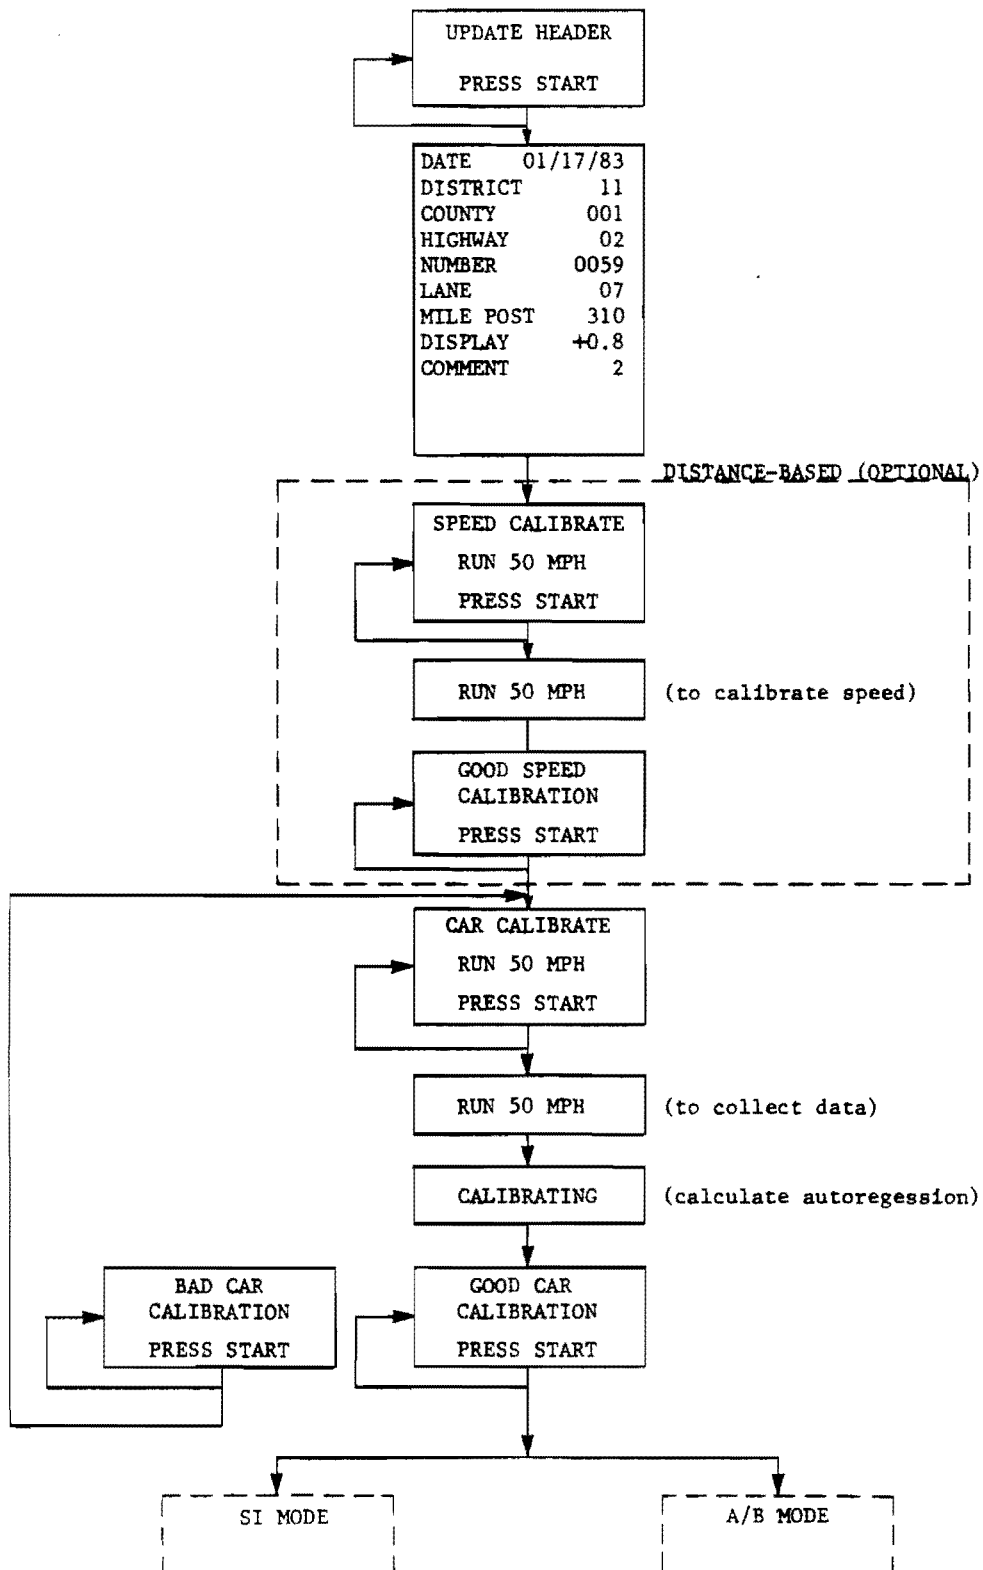 UPDATE HEADER
PRESS START
DATE 01/17/83
DISTRICT 11
COUNTY 001
HIGHWAY 02
NUMBER 0059
LANE 07
MILE POST 310
DISPLAY +0.8
COMMENT 2
DISTANCE-BASED (OPTIONAL)
SPEED CALIBRATE
RUN 50 MPH
PRESS START
RUN 50 MPH (to calibrate speed)
GOOD SPEED
CALIBRATION
PRESS START
CAR CALIBRATE
RUN 50 MPH
PRESS START
RUN 50 MPH (to collect data)
CALIBRATING (calculate autoregession)
BAD CAR
CALIBRATION
PRESS START
GOOD CAR
CALIBRATION
PRESS START
SI MODE
A/B MODE